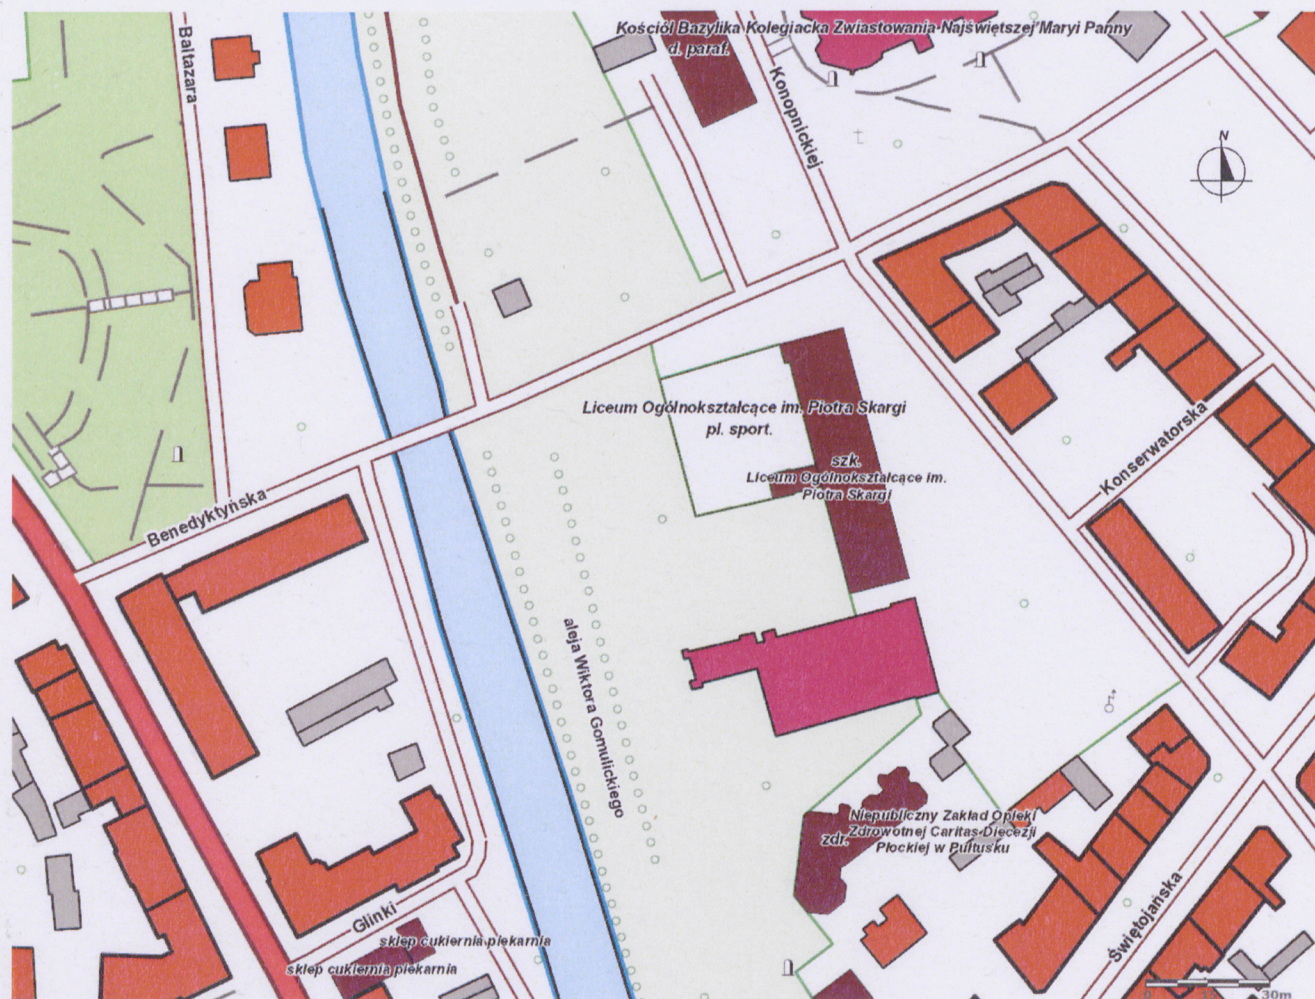 Kościół Bazylika Kolegiacka Zwiastowania Najświętszej Maryi Panny
d. paraf.
Baltazara
Konopnickiej
N
Liceum Ogólnokształcące im. Piotra Skargi
pl. sport.
szk.
Liceum Ogólnokształcące im.
Piotra Skargi
Konserwatorska
Benedyktyńska
aleja Wiktora Gomulickiego
zdr.
Niepubliczny Zakład Opieki
Zdrowotnej Caritas Diecezji
Płockiej w Pułtusku
Świętojańska
Glinki
sklep cukiernia piekarnia
sklep cukiernia piekarnia
30m